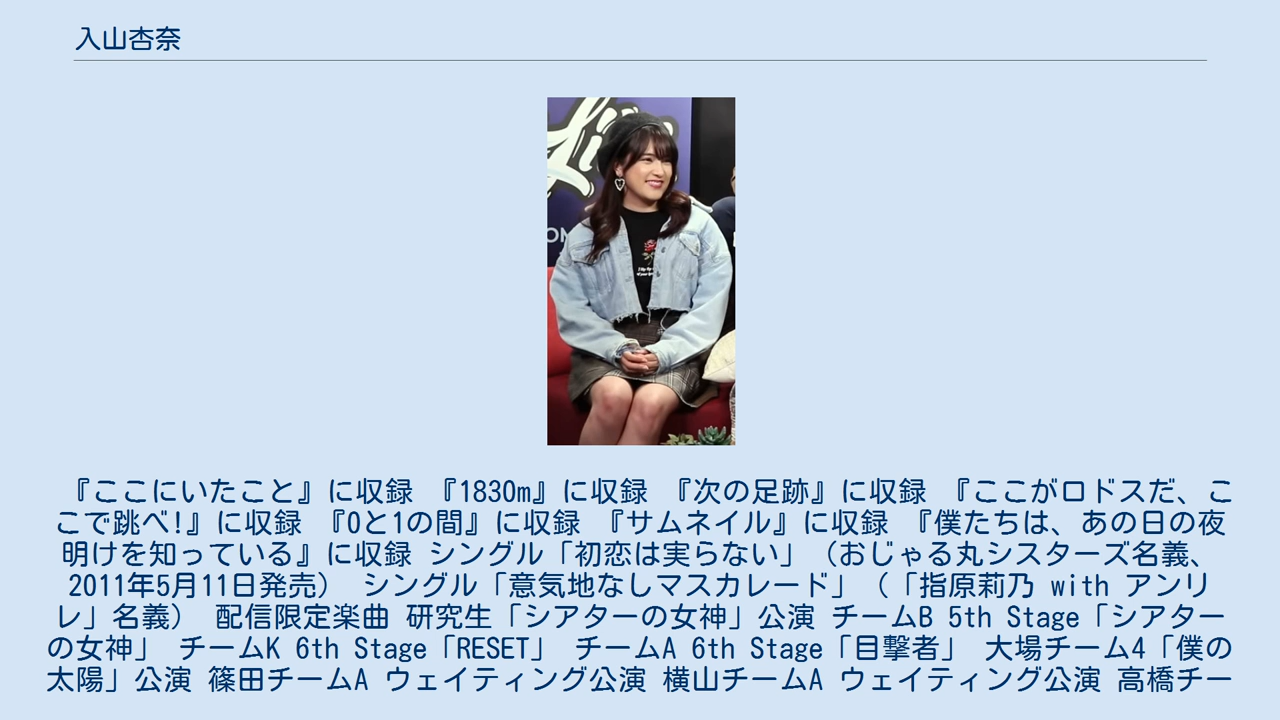 入山杏奈
『ここにいたこと』に収録 『1830m』に収録 『次の足跡』に収録 『ここがロドスだ、こ
こで跳べ!』に収録 『0と1の間』に収録 『サムネイル』に収録 『僕たちは、あの日の夜
明けを知っている』に収録 シングル「初恋は実らない」（おじゃる丸シスターズ名義、
2011年5月11日発売） シングル「意気地なしマスカレード」（「指原莉乃 with アンリ
レ」名義） 配信限定楽曲 研究生「シアターの女神」公演 チームB 5th Stage「シアター
の女神」 チームK 6th Stage「RESET」 チームA 6th Stage「目撃者」 大場チーム4「僕の
太陽」公演 篠田チームA ウェイティング公演 横山チームA ウェイティング公演 高橋チー